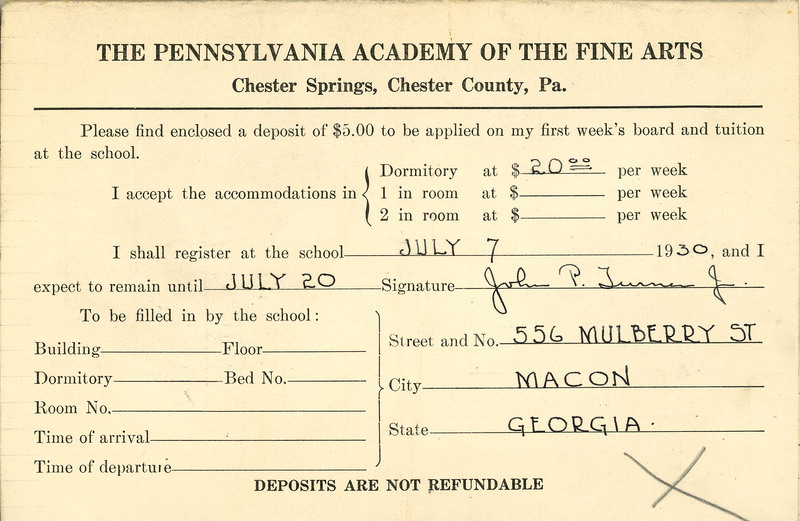 THE PENNSYLVANIA ACADEMY OF THE FINE ARTS
Chester Springs, Chester County, Pa.
Please find enclosed a deposit of $5.00 to be applied on my first week's board and tuition
at the school.
Dormitory at $ 20 00 per week
I accept the accommodations in { 1 in room at $ per week
2 in room at $ per week
I shall register at the school JULY 7 1930, and I
expect to remain until JULY 20 Signature John P. Turner Jr.
To be filled in by the school:
Street and No. 556 MULBERRY ST
Building Floor
Dormitory Bed No. City MACON
Room No.
State GEORGIA.
Time of arrival
Time of departure
DEPOSITS ARE NOT REFUNDABLE